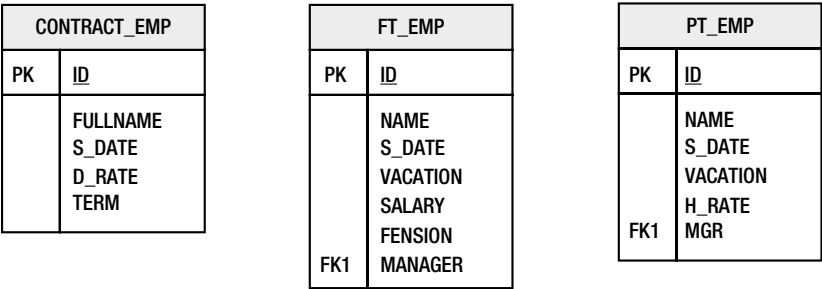 CONTRACT_EMP
PK ID
FULLNAME
S_DATE
D_RATE
TERM
FT_EMP
PK ID
NAME
S_DATE
VACATION
SALARY
FENSION
FK1 MANAGER
PT_EMP
PK ID
NAME
S_DATE
VACATION
H_RATE
FK1 MGR